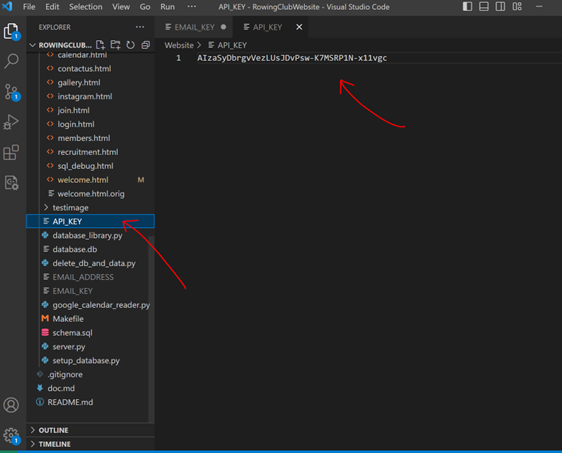 File Edit Selection View Go Run ··· API_KEY - RowingClubWebsite - Visual Studio Code
EXPLORER ···
EMAIL_KEY
API_KEY
ROWINGCLUB...
Website > API_KEY
1 AIzaSyDbrgvVezLUsJDvPsw-K7MSRP1N-x11vgc
calendar.html
contactus.html
gallery.html
instagram.html
join.html
login.html
members.html
recruitment.html
sql_debug.html
welcome.html M
welcome.html.orig
testimage
API_KEY
database_library.py
database.db
delete_db_and_data.py
EMAIL_ADDRESS
EMAIL_KEY
google_calendar_reader.py
Makefile
schema.sql
server.py
setup_database.py
.gitignore
doc.md
README.md
OUTLINE
TIMELINE
1
1
1